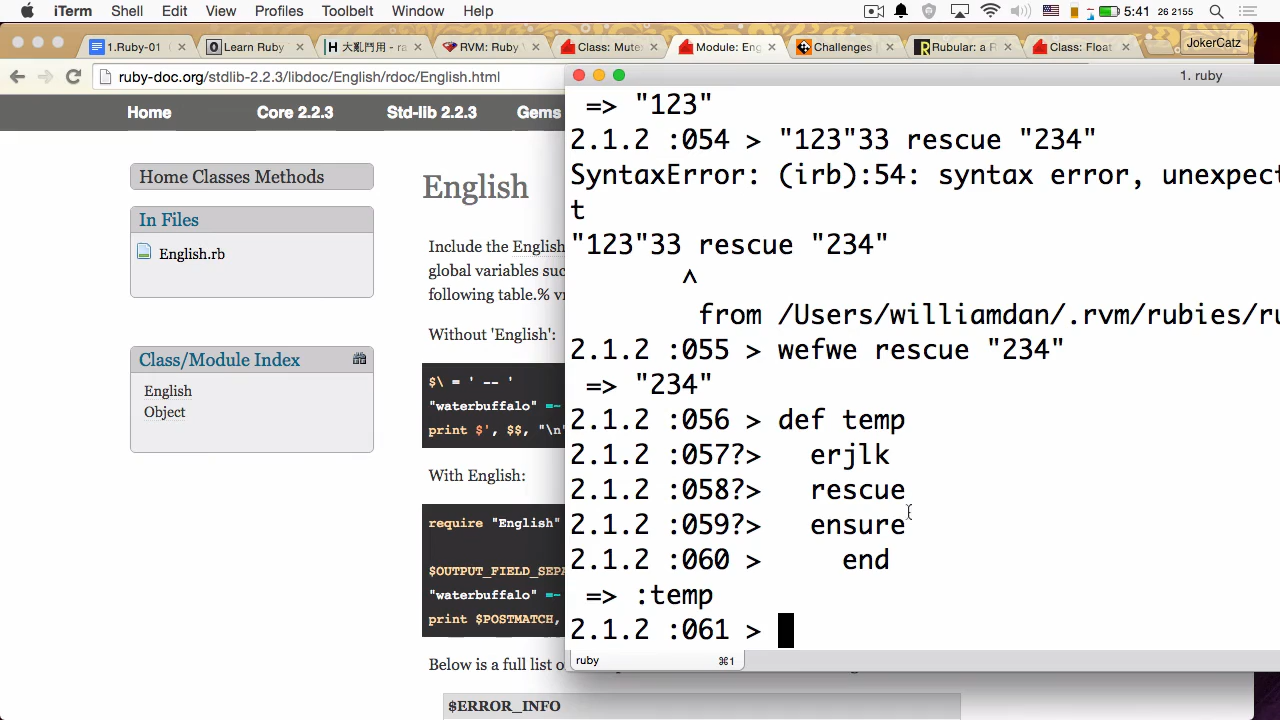 iTerm Shell Edit View Profiles Toolbelt Window Help 5:41 26 2155
1.Ruby-01 Learn Ruby 大亂鬥用 - ra RVM: Ruby Class: Mute Module: Eng Challenges Rubular: a Class: Float JokerCatz
ruby-doc.org/stdlib-2.2.3/libdoc/English/rdoc/English.html
Home Core 2.2.3 Std-lib 2.2.3 Gems
Home Classes Methods
In Files
English.rb
Class/Module Index
English
Object
English
Include the English
global variables suc
following table.% v
Without 'English':
$\ = ' -- '
"waterbuffalo" =~
print $', $$, "\n'
With English:
require "English"
$OUTPUT_FIELD_SEP
"waterbuffalo" =~
print $POSTMATCH,
Below is a full list o
$ERROR_INFO
1. ruby
=> "123"
2.1.2 :054 > "123"33 rescue "234"
SyntaxError: (irb):54: syntax error, unexpect
t
"123"33 rescue "234"
^
from /Users/williamdan/.rvm/rubies/ru
2.1.2 :055 > wefwe rescue "234"
=> "234"
2.1.2 :056 > def temp
2.1.2 :057?> erjlk
2.1.2 :058?> rescue
2.1.2 :059?> ensure
2.1.2 :060 > end
=> :temp
2.1.2 :061 >
ruby ⌘1